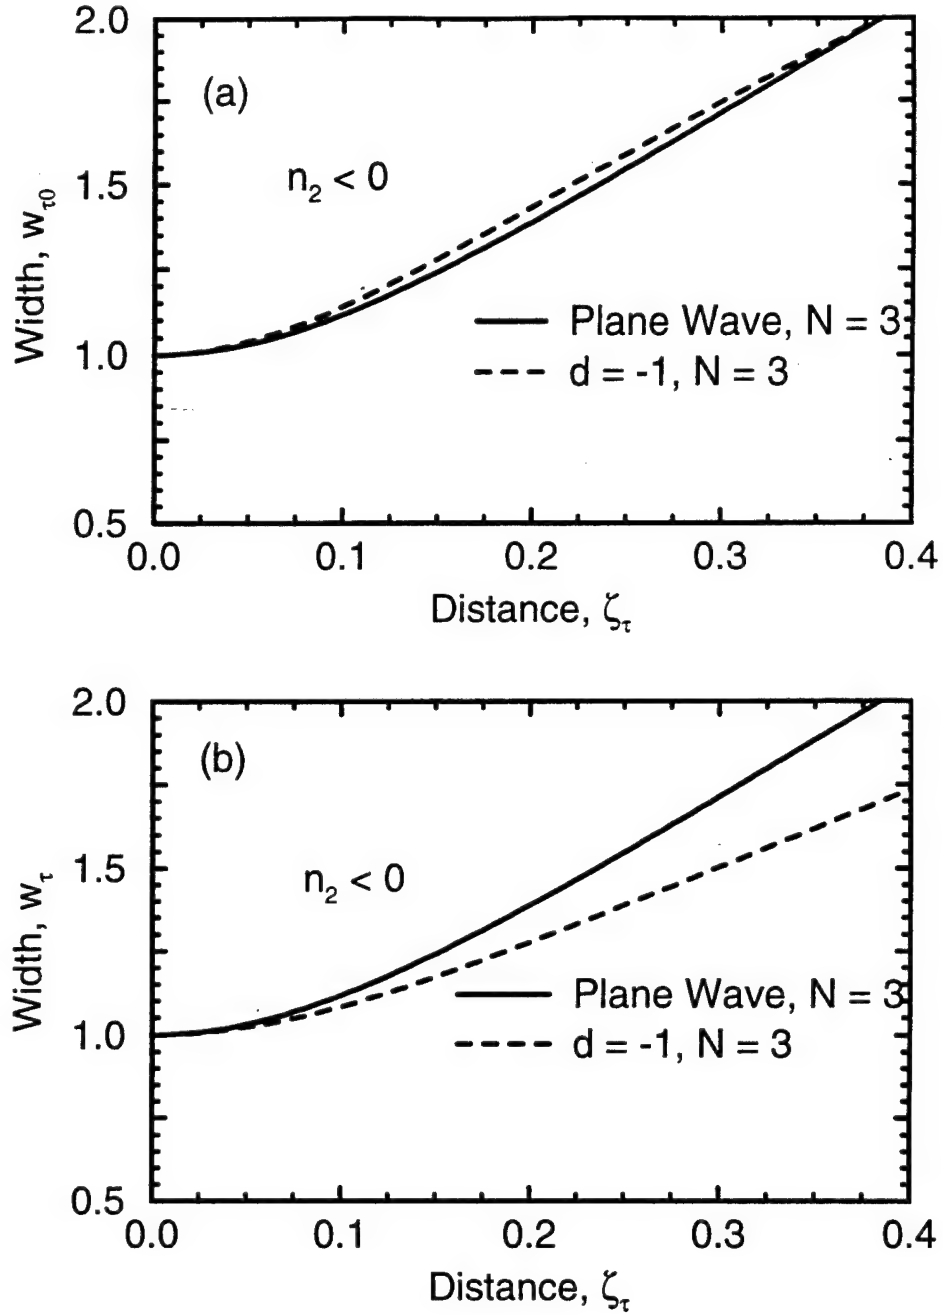 2.0
(a)
n₂ < 0
1.5
Width, w_τ0
Plane Wave, N = 3
1.0
d = -1, N = 3
0.5
0.0 0.1 0.2 0.3 0.4
Distance, ζ_τ
2.0
(b)
1.5
n₂ < 0
Width, w_τ
Plane Wave, N = 3
1.0
d = -1, N = 3
0.5
0.0 0.1 0.2 0.3 0.4
Distance, ζ_τ